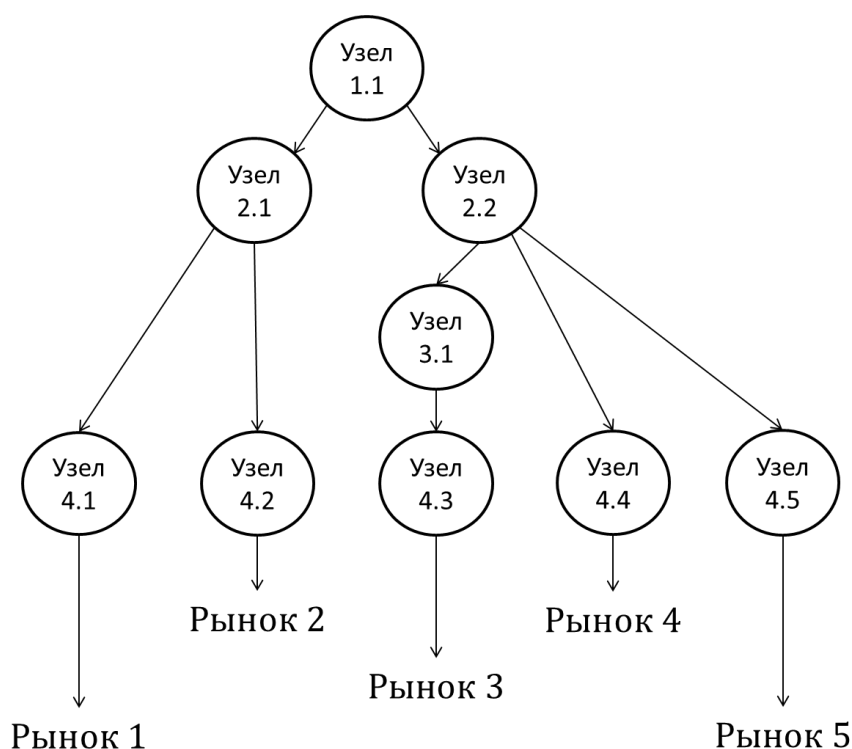 Узел
1.1
Узел
2.1
Узел
2.2
Узел
3.1
Узел
4.1
Узел
4.2
Узел
4.3
Узел
4.4
Узел
4.5
Рынок 2
Рынок 4
Рынок 3
Рынок 1
Рынок 5